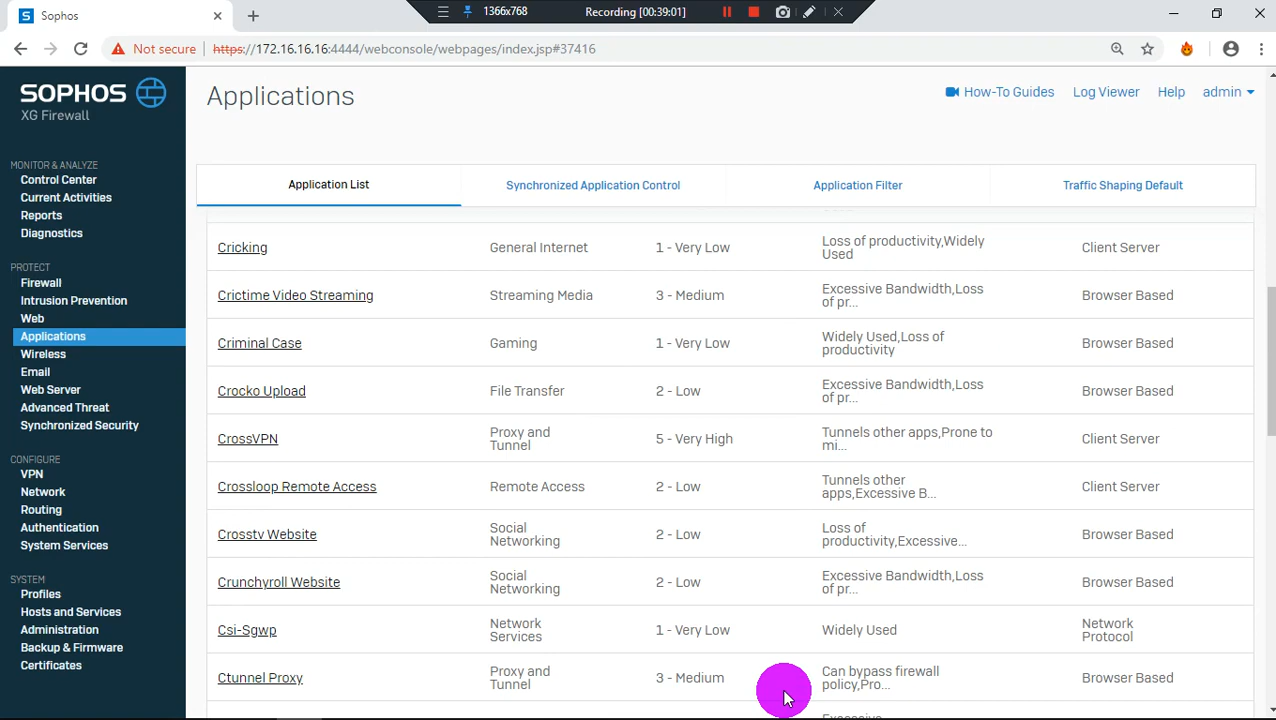 1366x768
Recording [00:39:01]
S Sophos
Not secure
https://172.16.16.16:4444/webconsole/webpages/index.jsp#37416
SOPHOS
XG Firewall
Applications
How-To Guides
Log Viewer
Help
admin
MONITOR & ANALYZE
Control Center
Current Activities
Reports
Diagnostics
PROTECT
Firewall
Intrusion Prevention
Web
Applications
Wireless
Email
Web Server
Advanced Threat
Synchronized Security
CONFIGURE
VPN
Network
Routing
Authentication
System Services
SYSTEM
Profiles
Hosts and Services
Administration
Backup & Firmware
Certificates
Application List
Synchronized Application Control
Application Filter
Traffic Shaping Default
Cricking
General Internet
1 - Very Low
Loss of productivity,Widely
Used
Client Server
Crictime Video Streaming
Streaming Media
3 - Medium
Excessive Bandwidth,Loss
of pr...
Browser Based
Criminal Case
Gaming
1 - Very Low
Widely Used,Loss of
productivity
Browser Based
Crocko Upload
File Transfer
2 - Low
Excessive Bandwidth,Loss
of pr...
Browser Based
CrossVPN
Proxy and
Tunnel
5 - Very High
Tunnels other apps,Prone to
mi...
Client Server
Crossloop Remote Access
Remote Access
2 - Low
Tunnels other
apps,Excessive B...
Client Server
Crosstv Website
Social
Networking
2 - Low
Loss of
productivity,Excessive...
Browser Based
Crunchyroll Website
Social
Networking
2 - Low
Excessive Bandwidth,Loss
of pr...
Browser Based
Csi-Sgwp
Network
Services
1 - Very Low
Widely Used
Network
Protocol
Ctunnel Proxy
Proxy and
Tunnel
3 - Medium
Can bypass firewall
policy,Pro...
Browser Based